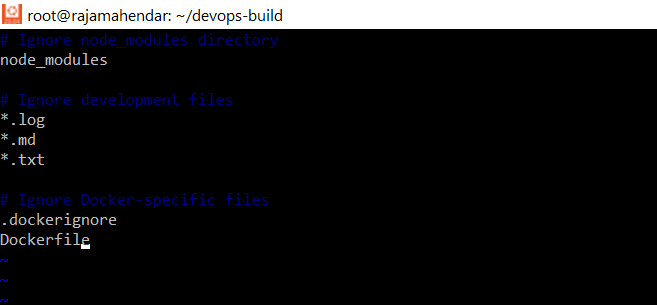 root@rajamahendar: ~/devops-build
# Ignore node_modules directory
node_modules
# Ignore development files
*.log
*.md
*.txt
# Ignore Docker-specific files
.dockerignore
Dockerfile
~
~
~